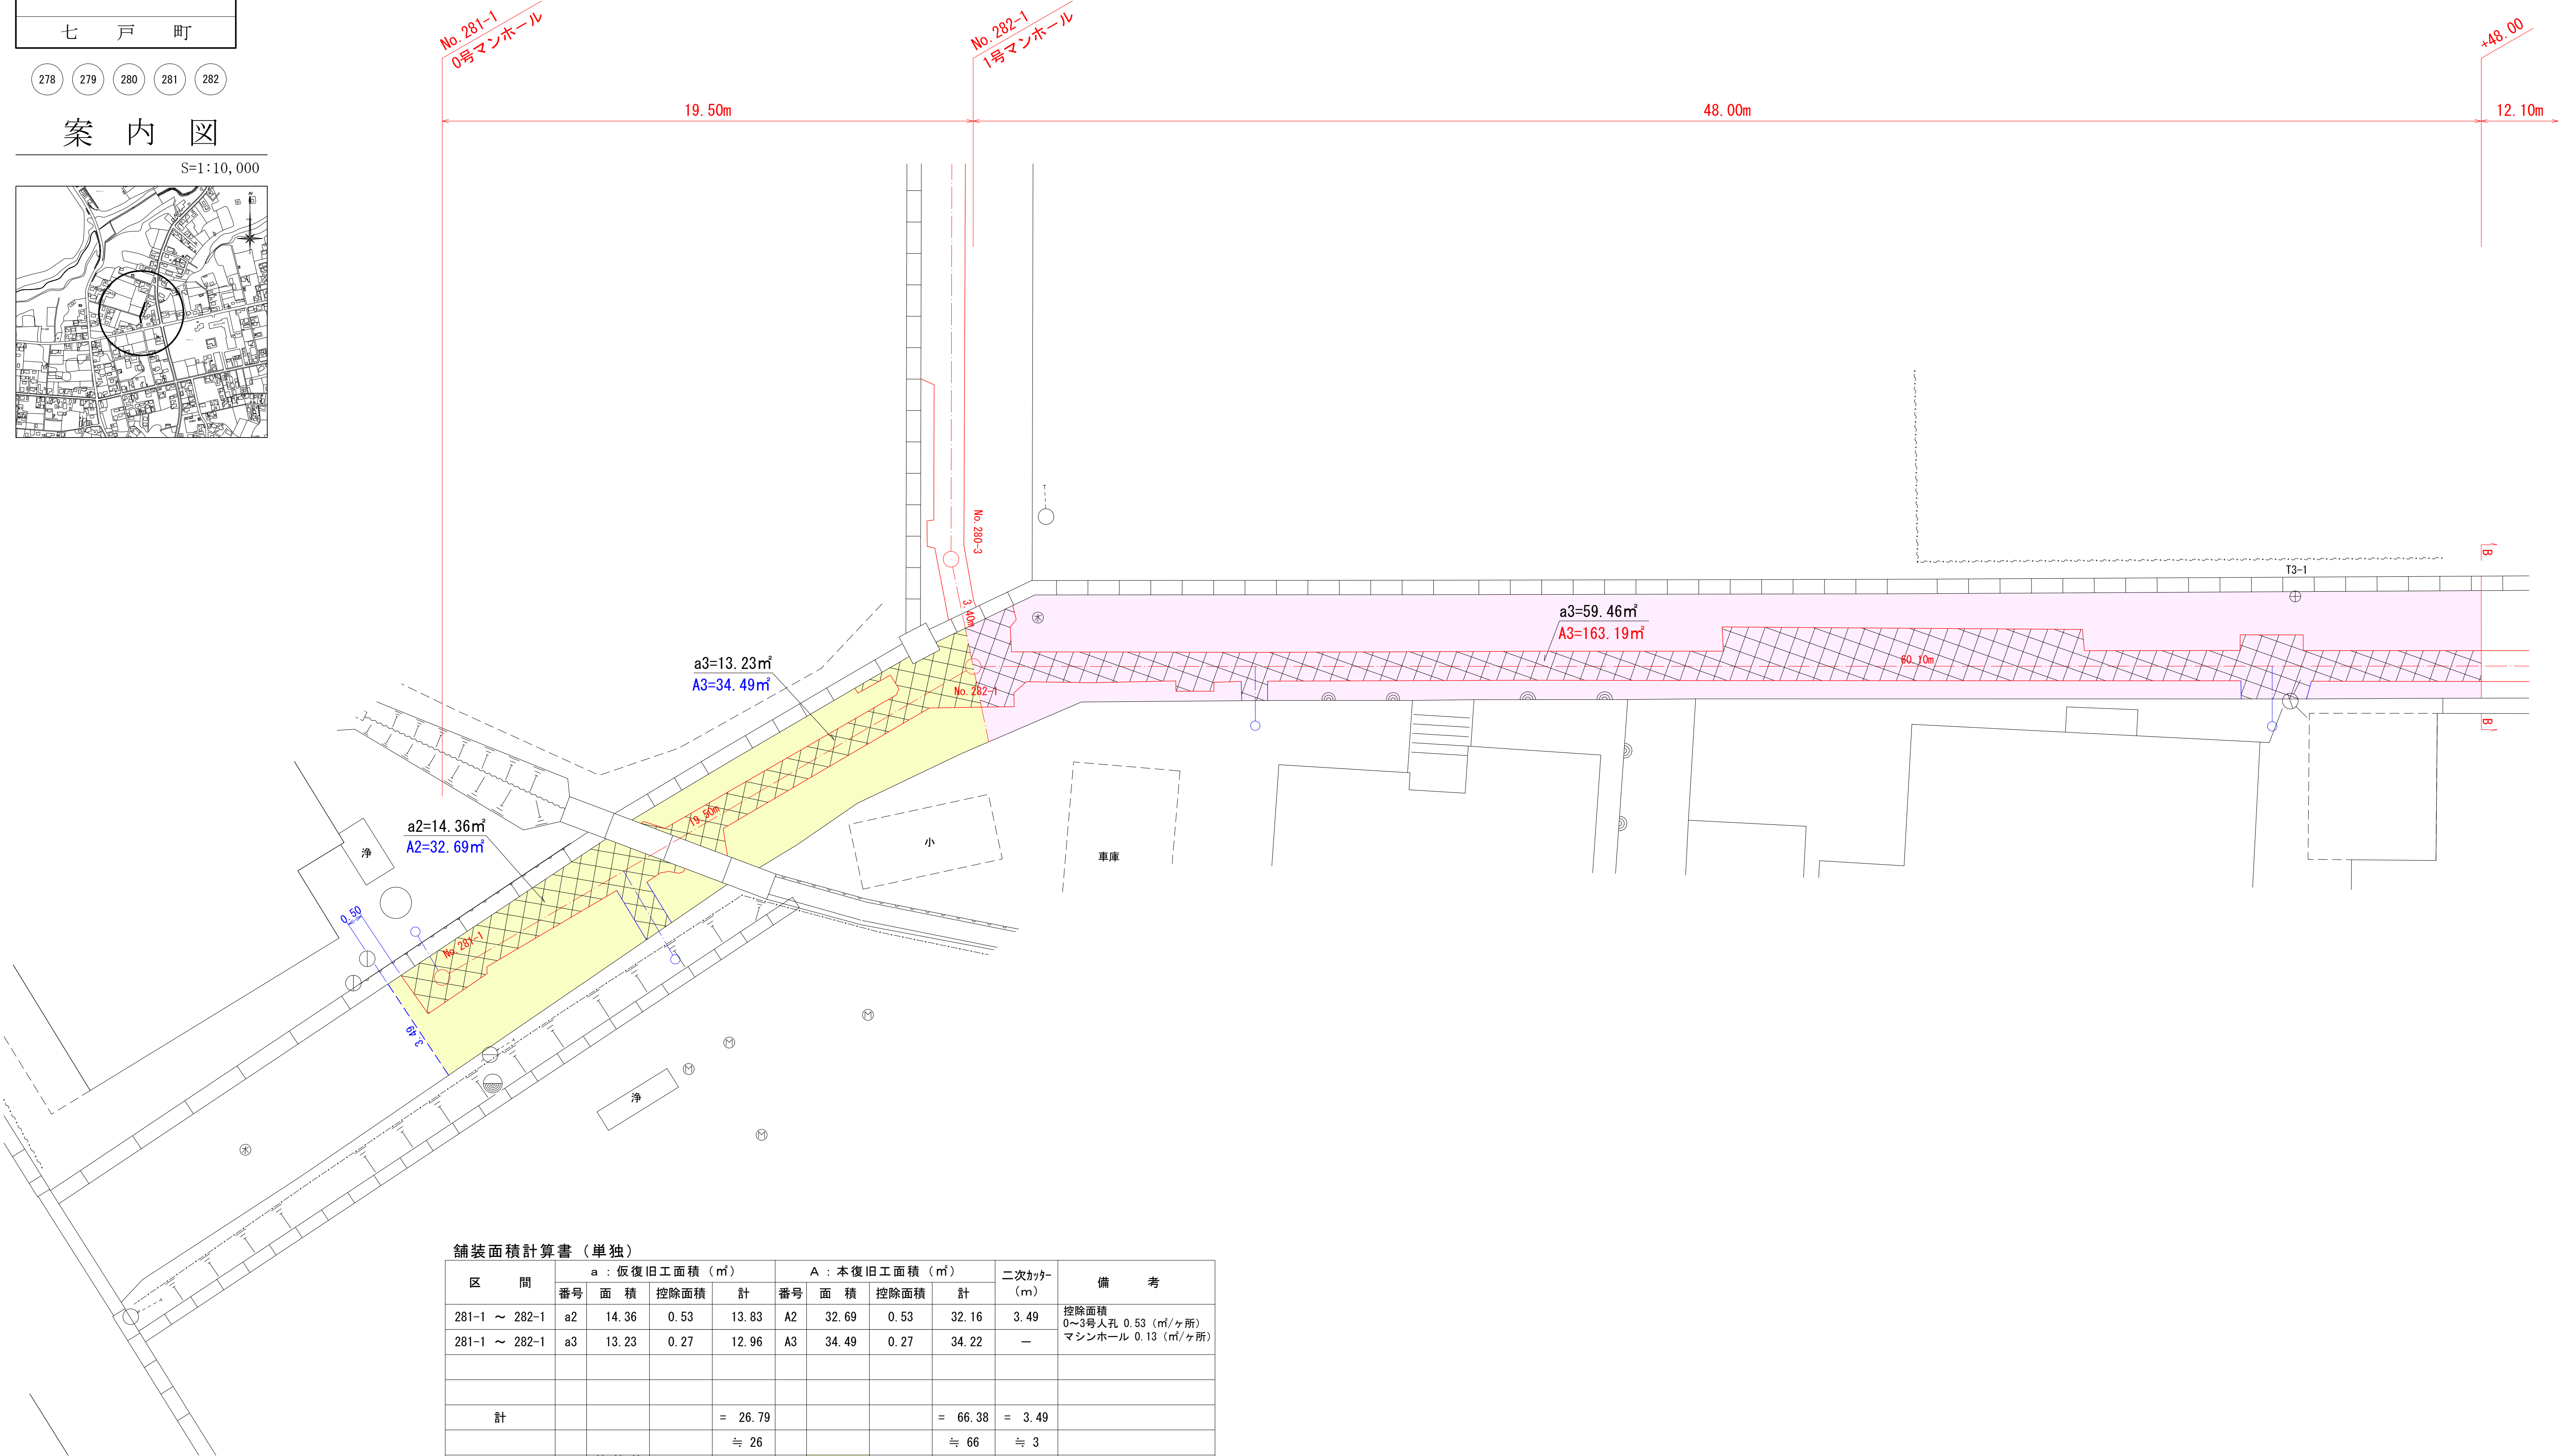 七 戸 町
278 279 280 281 282
案 内 図
S=1:10,000
No.281-1
0号マンホール
No.282-1
1号マンホール
+48.00
19.50m
48.00m
12.10m
No.280-3
3.40m
T3-1
B
水
a3=59.46㎡
A3=163.19㎡
60.10m
a3=13.23㎡
A3=34.49㎡
No.282-1
B
19.50m
a2=14.36㎡
A2=32.69㎡
浄
小
車庫
0.50
No.281-1
3.49
M
M
M
浄
M
水
舗装面積計算書（単独）
区 間 a：仮復旧工面積（㎡） A：本復旧工面積（㎡） 二次カッター（m） 備 考
番号 面 積 控除面積 計 番号 面 積 控除面積 計
281-1 ～ 282-1 a2 14.36 0.53 13.83 A2 32.69 0.53 32.16 3.49
控除面積
0～3号人孔 0.53（㎡/ヶ所）
マシンホール 0.13（㎡/ヶ所）
281-1 ～ 282-1 a3 13.23 0.27 12.96 A3 34.49 0.27 34.22 －
計 = 26.79 = 66.38 = 3.49
≒ 26 ≒ 66 ≒ 3